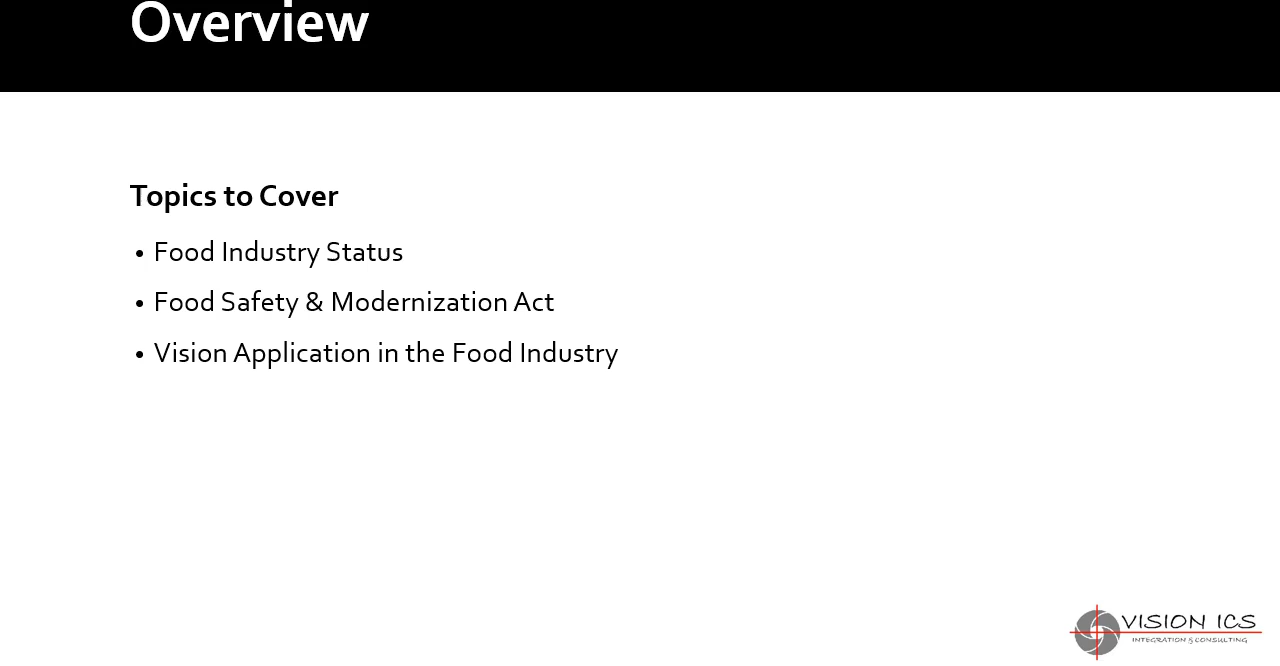 Overview
Topics to Cover
• Food Industry Status
• Food Safety & Modernization Act
• Vision Application in the Food Industry
VISION ICS
INTEGRATION & CONSULTING